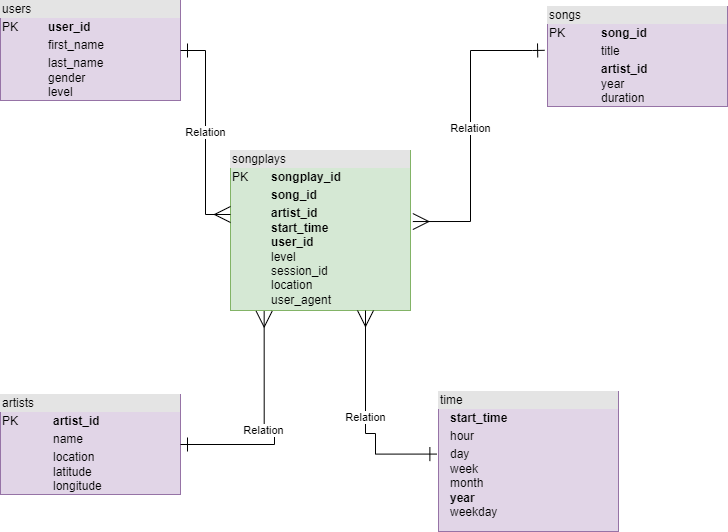 users
PK user_id
first_name
last_name
gender
level
songs
PK song_id
title
artist_id
year
duration
Relation
Relation
songplays
PK songplay_id
song_id
artist_id
start_time
user_id
level
session_id
location
user_agent
artists
PK artist_id
name
location
latitude
longitude
Relation
Relation
time
start_time
hour
day
week
month
year
weekday